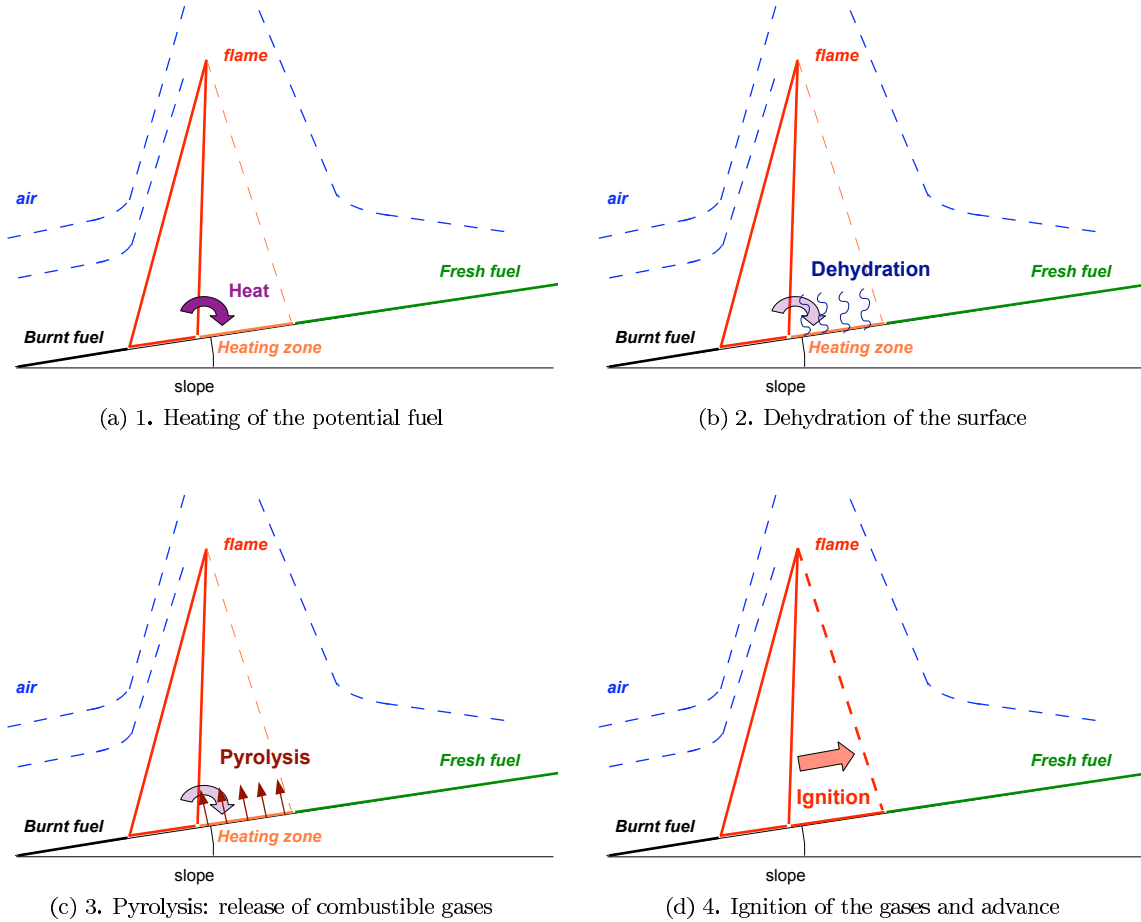 flame
air
Heat
Fresh fuel
Burnt fuel
Heating zone
slope
(a) 1. Heating of the potential fuel
flame
air
Dehydration
Fresh fuel
Burnt fuel
Heating zone
slope
(b) 2. Dehydration of the surface
flame
air
Pyrolysis
Fresh fuel
Burnt fuel
Heating zone
slope
(c) 3. Pyrolysis: release of combustible gases
flame
air
Fresh fuel
Ignition
Burnt fuel
slope
(d) 4. Ignition of the gases and advance